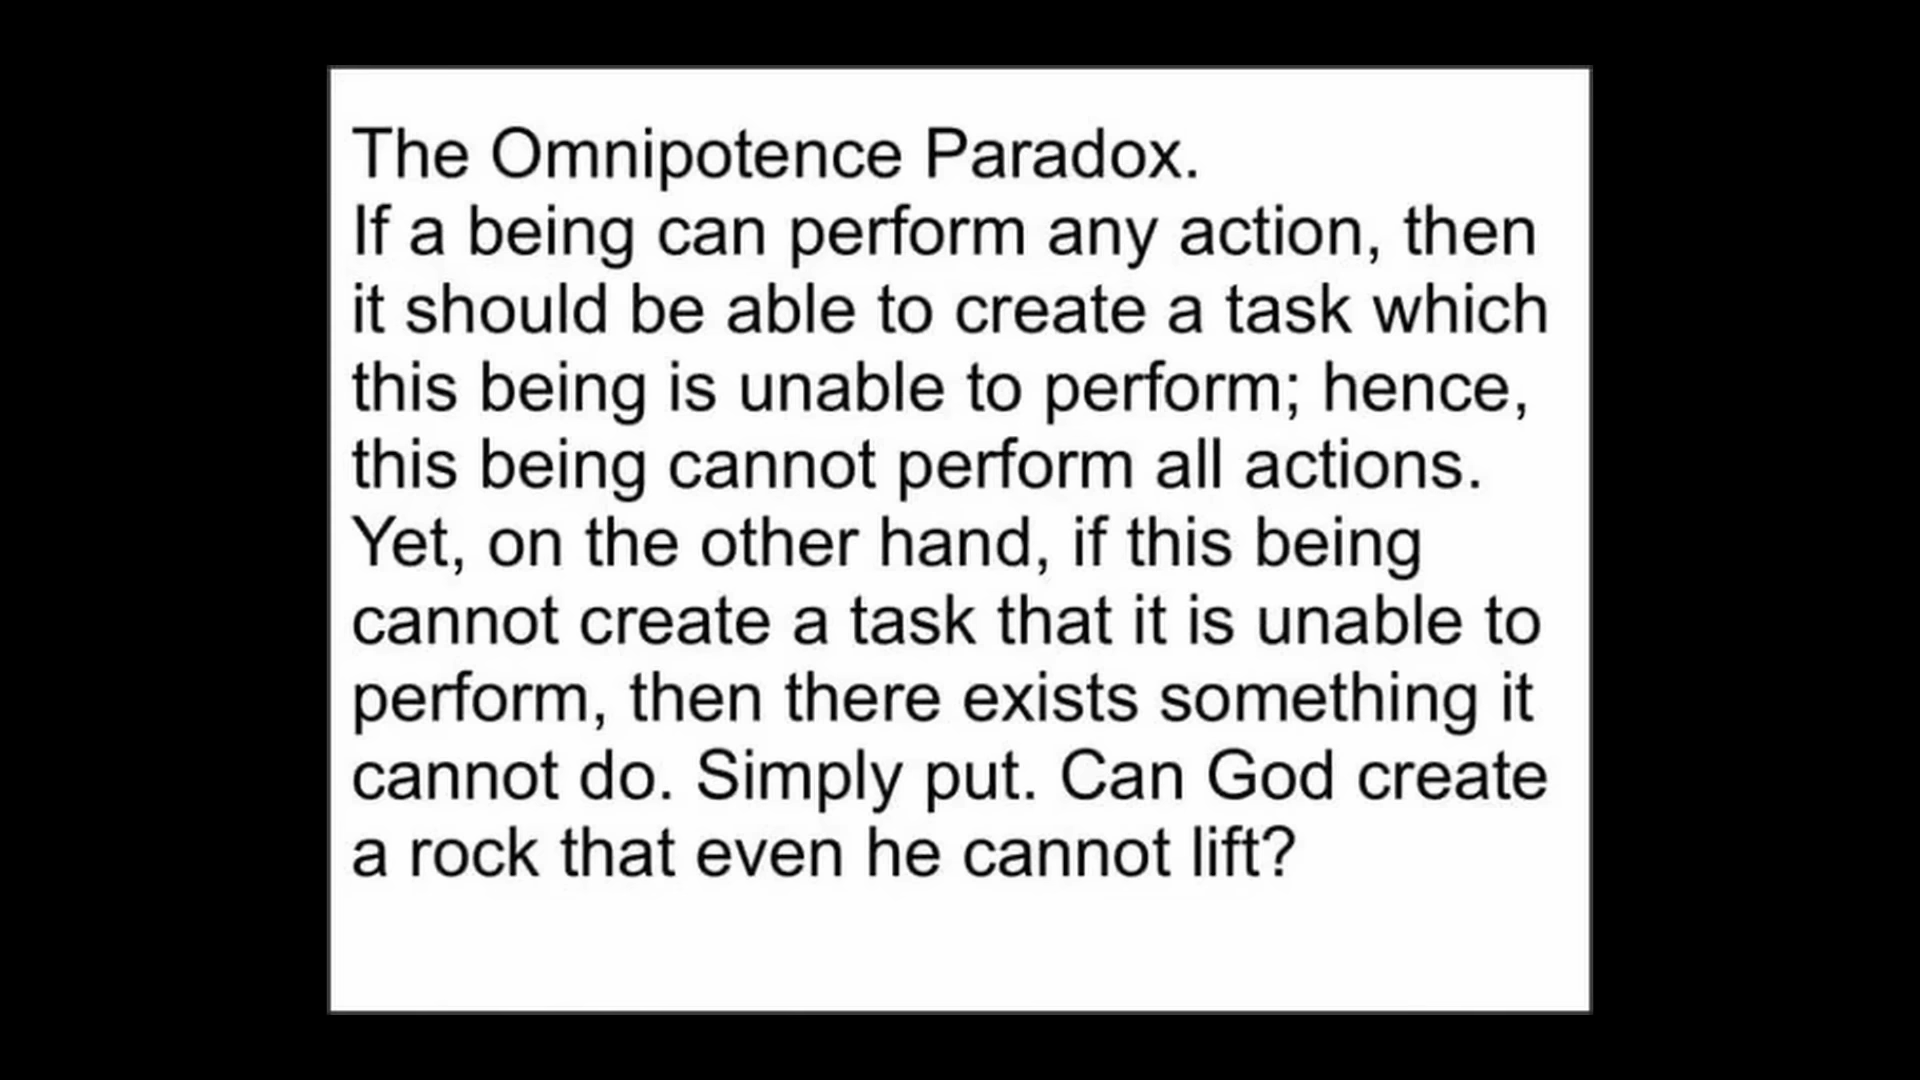 The Omnipotence Paradox.
If a being can perform any action, then
it should be able to create a task which
this being is unable to perform; hence,
this being cannot perform all actions.
Yet, on the other hand, if this being
cannot create a task that it is unable to
perform, then there exists something it
cannot do. Simply put. Can God create
a rock that even he cannot lift?